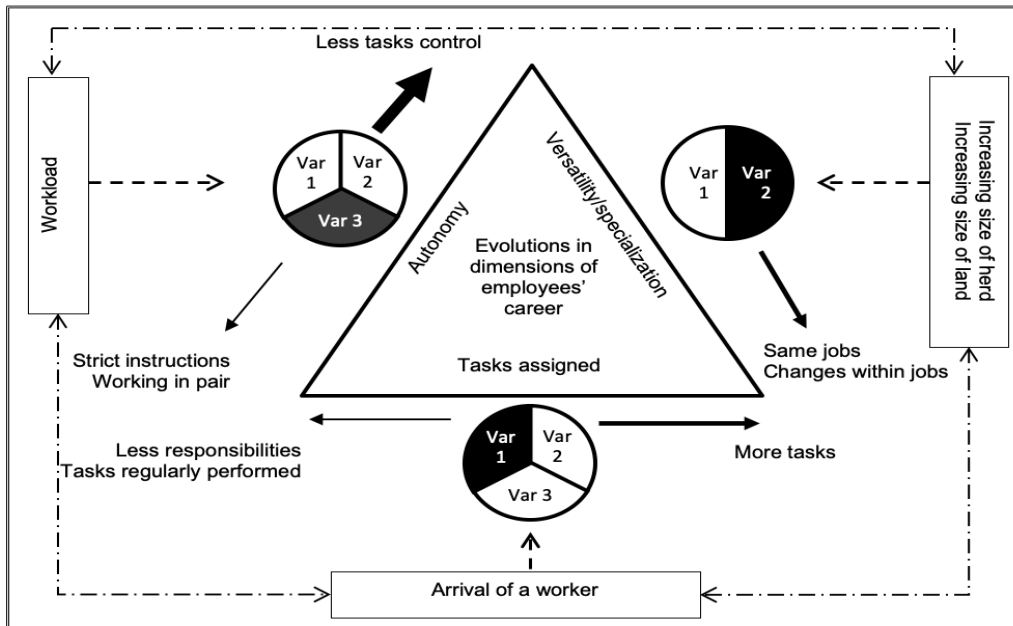 Less tasks control
Workload
Var
1
Var
2
Var 3
Autonomy
Versatility/specialization
Var
1
Var
2
Increasing size of herd
Increasing size of land
Evolutions in
dimensions of
employees’
career
Tasks assigned
Strict instructions
Working in pair
Same jobs
Changes within jobs
Less responsibilities
Tasks regularly performed
Var
1
Var
2
Var 3
More tasks
Arrival of a worker